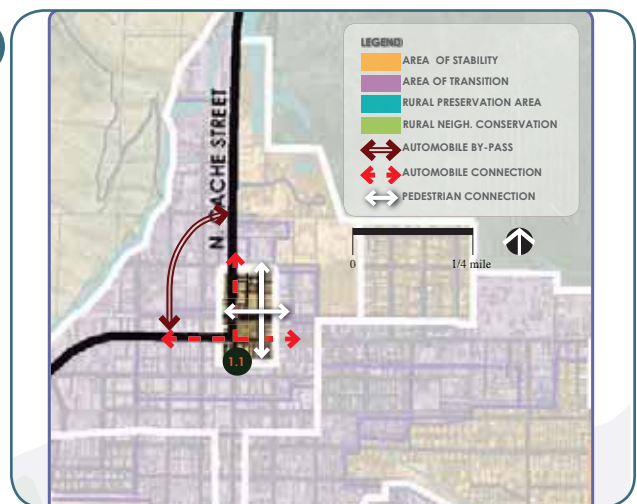 LEGEND:
AREA OF STABILITY
AREA OF TRANSITION
RURAL PRESERVATION AREA
RURAL NEIGH. CONSERVATION
AUTOMOBILE BY-PASS
AUTOMOBILE CONNECTION
PEDESTRIAN CONNECTION
N CACHE STREET
0 1/4 mile
1.1